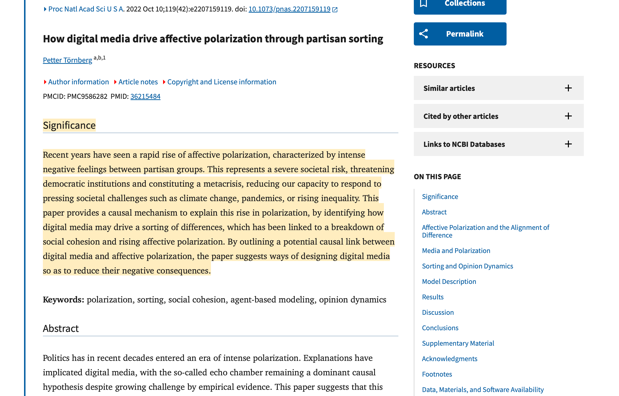 Proc Natl Acad Sci U S A. 2022 Oct 10;119(42):e2207159119. doi: 10.1073/pnas.2207159119
How digital media drive affective polarization through partisan sorting
Petter Törnberg a,b,1
Author information Article notes Copyright and License information
PMCID: PMC9586282 PMID: 36215484
Significance
Recent years have seen a rapid rise of affective polarization, characterized by intense
negative feelings between partisan groups. This represents a severe societal risk, threatening
democratic institutions and constituting a metacrisis, reducing our capacity to respond to
pressing societal challenges such as climate change, pandemics, or rising inequality. This
paper provides a causal mechanism to explain this rise in polarization, by identifying how
digital media may drive a sorting of differences, which has been linked to a breakdown of
social cohesion and rising affective polarization. By outlining a potential causal link between
digital media and affective polarization, the paper suggests ways of designing digital media
so as to reduce their negative consequences.
Keywords: polarization, sorting, social cohesion, agent-based modeling, opinion dynamics
Abstract
Politics has in recent decades entered an era of intense polarization. Explanations have
implicated digital media, with the so-called echo chamber remaining a dominant causal
hypothesis despite growing challenge by empirical evidence. This paper suggests that this
Collections
Permalink
RESOURCES
Similar articles
Cited by other articles
Links to NCBI Databases
ON THIS PAGE
Significance
Abstract
Affective Polarization and the Alignment of
Difference
Media and Polarization
Sorting and Opinion Dynamics
Model Description
Results
Discussion
Conclusions
Supplementary Material
Acknowledgments
Footnotes
Data, Materials, and Software Availability